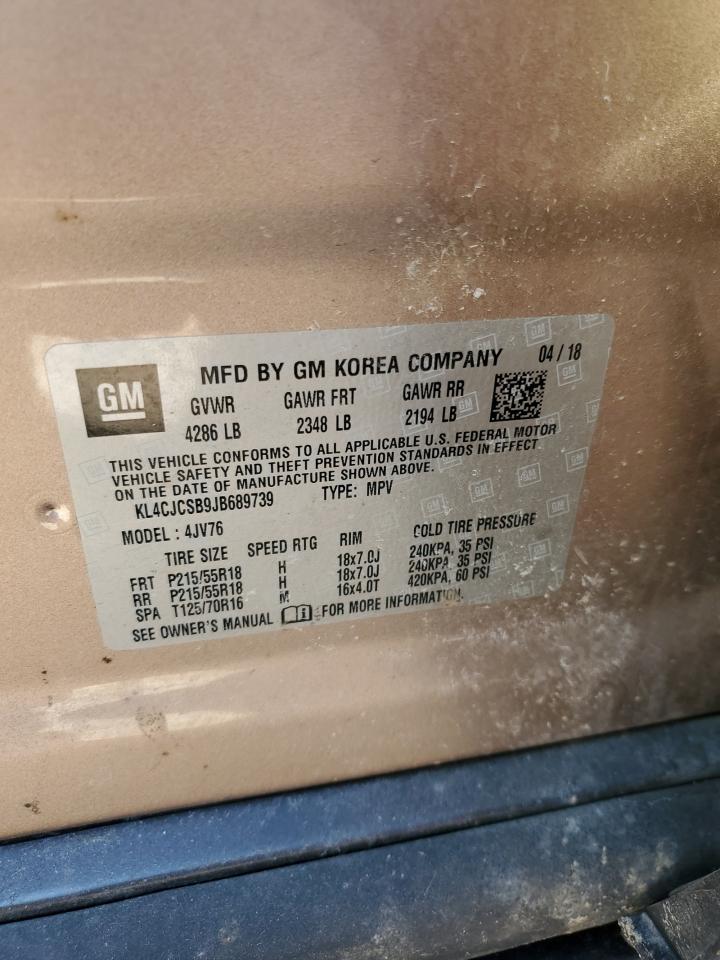 GM
MFD BY GM KOREA COMPANY 04 / 18
GVWR GAWR FRT GAWR RR
4286 LB 2348 LB 2194 LB
THIS VEHICLE CONFORMS TO ALL APPLICABLE U.S. FEDERAL MOTOR
VEHICLE SAFETY AND THEFT PREVENTION STANDARDS IN EFFECT
ON THE DATE OF MANUFACTURE SHOWN ABOVE.
KL4CJCSB9JB689739 TYPE: MPV
MODEL : 4JV76
TIRE SIZE SPEED RTG RIM COLD TIRE PRESSURE
FRT P215/55R18 H 18x7.0J 240KPA, 35 PSI
RR P215/55R18 H 18x7.0J 240KPA, 35 PSI
SPA T125/70R16 M 16x4.0T 420KPA, 60 PSI
SEE OWNER'S MANUAL FOR MORE INFORMATION.